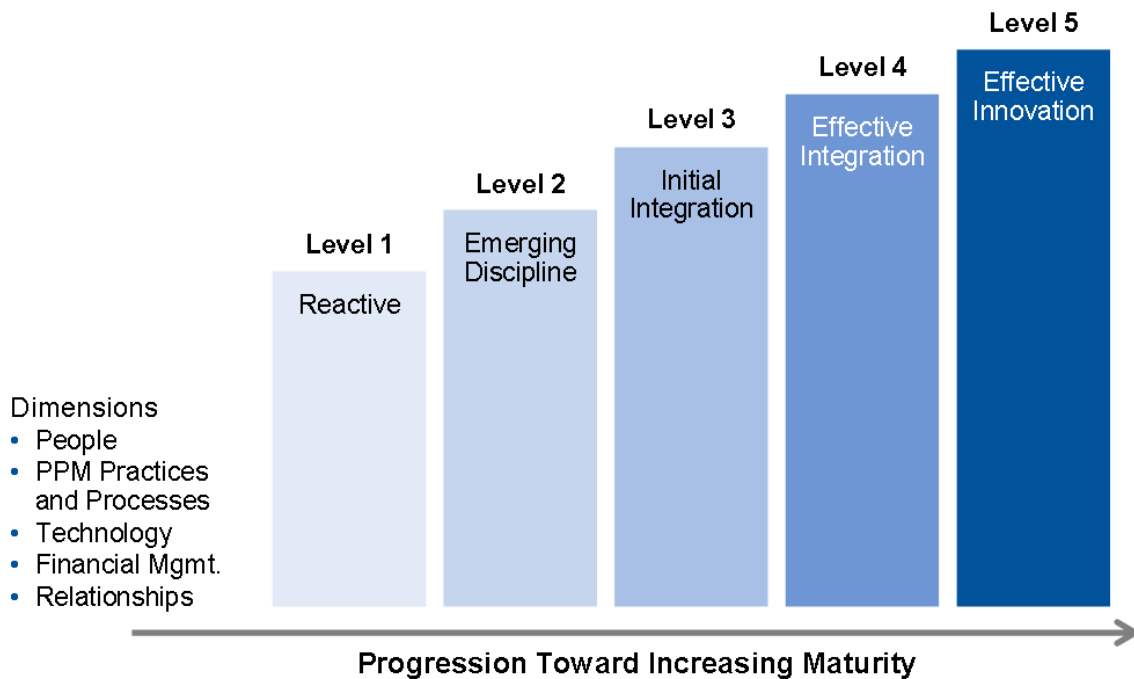 Level 1
Reactive
Level 2
Emerging
Discipline
Level 3
Initial
Integration
Level 4
Effective
Integration
Level 5
Effective
Innovation
Dimensions
• People
• PPM Practices
and Processes
• Technology
• Financial Mgmt.
• Relationships
Progression Toward Increasing Maturity